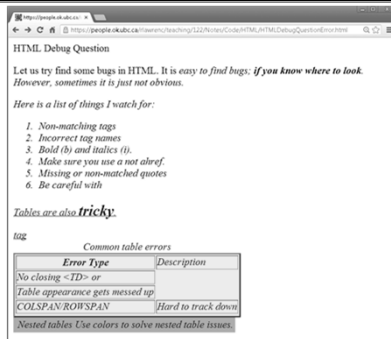 https://people.okubc.ca
https://people.okubc.ca/rlawrenc/teaching/122/Notes/Code/HTML/HTMLDebugQuestionError.html
HTML Debug Question
Let us try find some bugs in HTML. It is easy to find bugs; if you know where to look.
However, sometimes it is just not obvious.
Here is a list of things I watch for:
1. Non-matching tags
2. Incorrect tag names
3. Bold (b) and italics (i).
4. Make sure you use a not ahref.
5. Missing or non-matched quotes
6. Be careful with
Tables are also tricky.
tag
Common table errors
Error Type Description
No closing <TD> or
Table appearance gets messed up
COLSPAN/ROWSPAN Hard to track down
Nested tables Use colors to solve nested table issues.